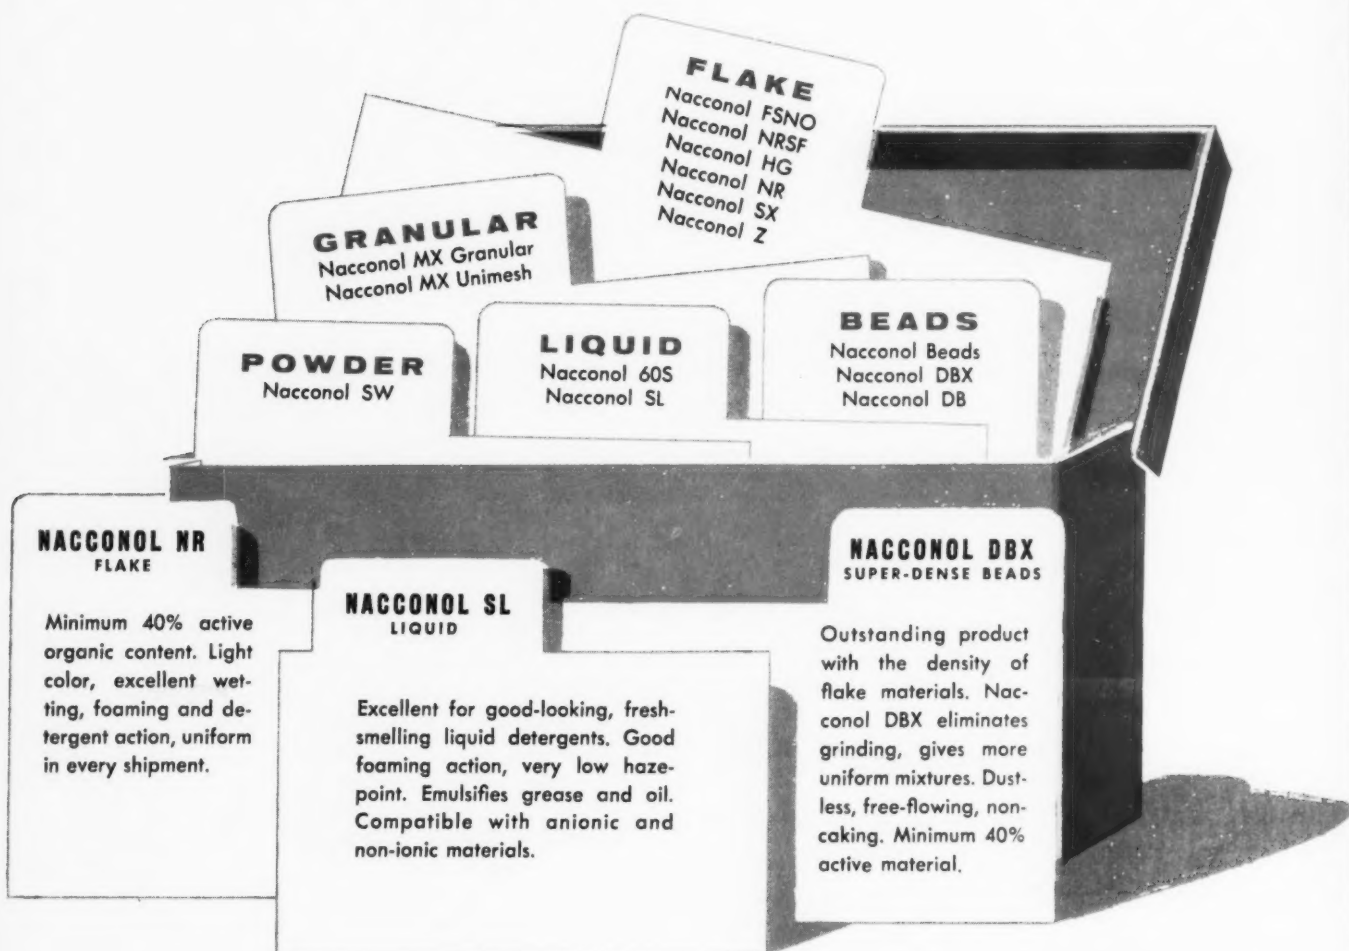 FLAKE
Nacconol FSNO
Nacconol NRSF
Nacconol HG
Nacconol NR
Nacconol SX
Nacconol Z
GRANULAR
Nacconol MX Granular
Nacconol MX Unimesh
POWDER
Nacconol SW
LIQUID
Nacconol 60S
Nacconol SL
BEADS
Nacconol Beads
Nacconol DBX
Nacconol DB
NACCONOL NR
FLAKE
Minimum 40% active
organic content. Light
color, excellent wet-
ting, foaming and de-
tergent action, uniform
in every shipment.
NACCONOL SL
LIQUID
Excellent for good-looking, fresh-
smelling liquid detergents. Good
foaming action, very low haze-
point. Emulsifies grease and oil.
Compatible with anionic and
non-ionic materials.
NACCONOL DBX
SUPER-DENSE BEADS
Outstanding product
with the density of
flake materials. Nac-
conol DBX eliminates
grinding, gives more
uniform mixtures. Dust-
less, free-flowing, non-
caking. Minimum 40%
active material.